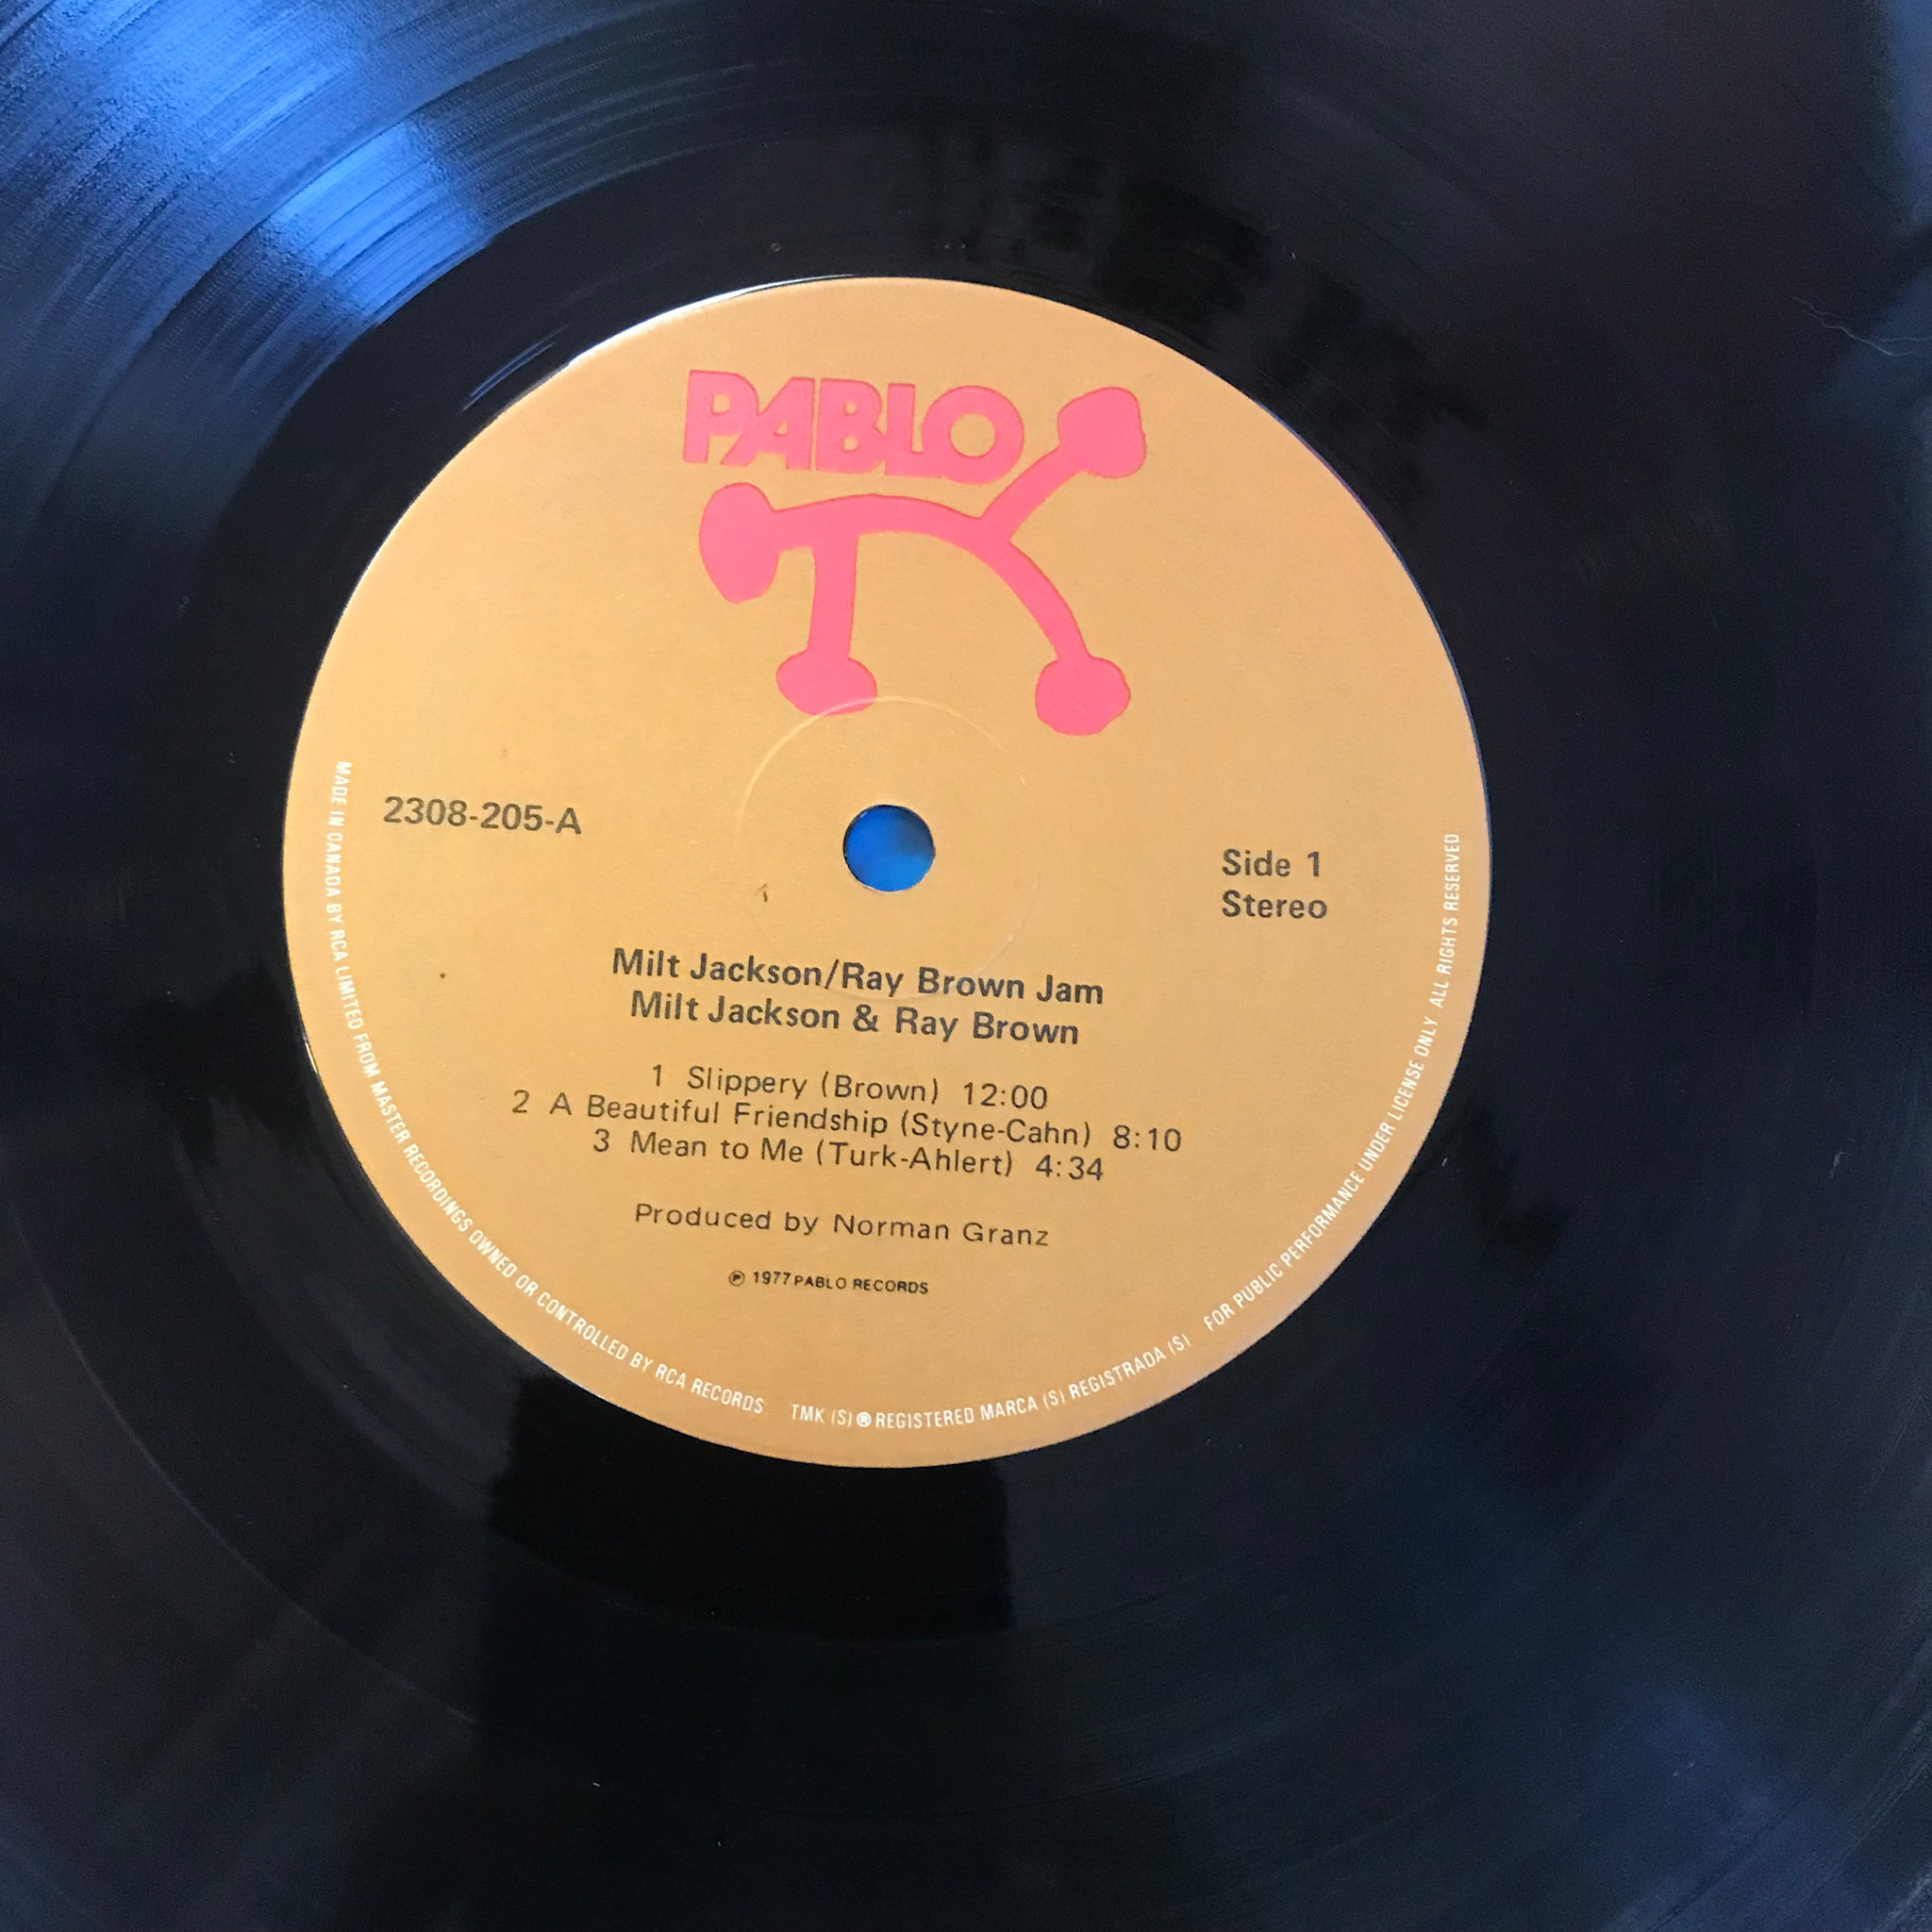 PABLO
2308-205-A
Side 1
Stereo
Milt Jackson/Ray Brown Jam
Milt Jackson & Ray Brown
1 Slippery (Brown) 12:00
2 A Beautiful Friendship (Styne-Cahn) 8:10
3 Mean to Me (Turk-Ahlert) 4:34
Produced by Norman Granz
℗ 1977 PABLO RECORDS
MADE IN CANADA BY RCA LIMITED FROM MASTER RECORDINGS OWNED OR CONTROLLED BY RCA RECORDS TMK (S) ® REGISTERED MARCA (S) REGISTRADA (S) FOR PUBLIC PERFORMANCE UNDER LICENSE ONLY ALL RIGHTS RESERVED